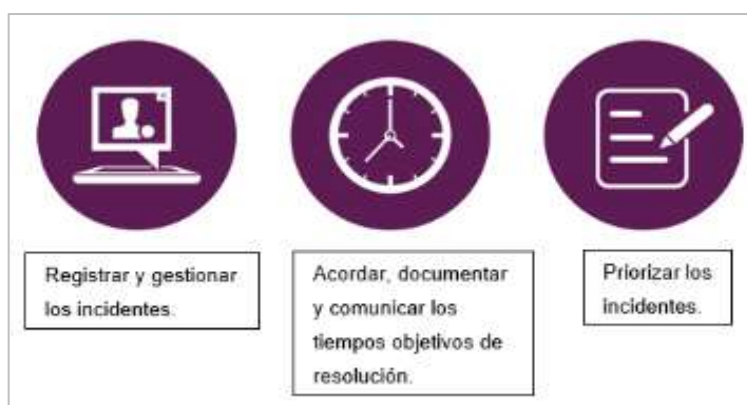 Registrar y gestionar
los incidentes.
Acordar, documentar
y comunicar los
tiempos objetivos de
resolución.
Priorizar los
incidentes.